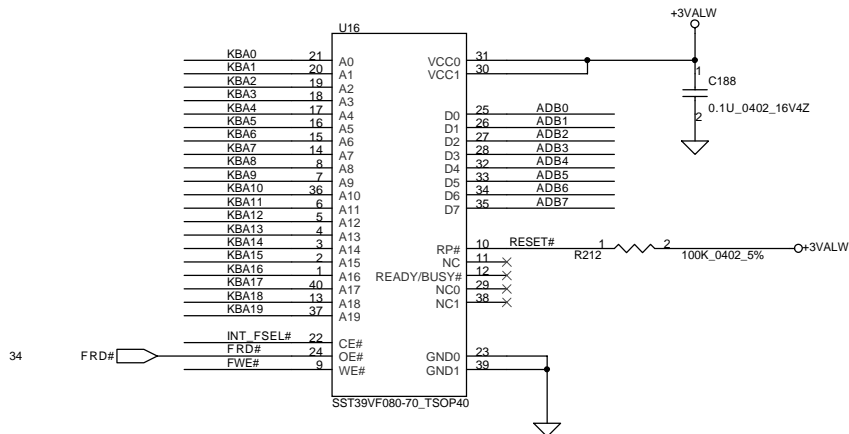 +3VALW
U16
KBA0 21 A0 VCC0 31
KBA1 20 A1 VCC1 30
KBA2 19 A2
KBA3 18 A3
KBA4 17 A4 D0 25 ADB0
KBA5 16 A5 D1 26 ADB1
KBA6 15 A6 D2 27 ADB2
KBA7 14 A7 D3 28 ADB3
KBA8 8 A8 D4 32 ADB4
KBA9 7 A9 D5 33 ADB5
KBA10 36 A10 D6 34 ADB6
KBA11 6 A11 D7 35 ADB7
KBA12 5 A12
KBA13 4 A13
KBA14 3 A14 RP# 10 RESET# 1 2 +3VALW
R212 100K_0402_5%
KBA15 2 A15 NC 11
KBA16 1 A16 READY/BUSY# 12
KBA17 40 A17 NC0 29
KBA18 13 A18 NC1 38
KBA19 37 A19
1
C188
0.1U_0402_16V4Z
2
INT_FSEL# 22 CE#
34 FRD# FRD# 24 OE# GND0 23
FWE# 9 WE# GND1 39
SST39VF080-70_TSOP40